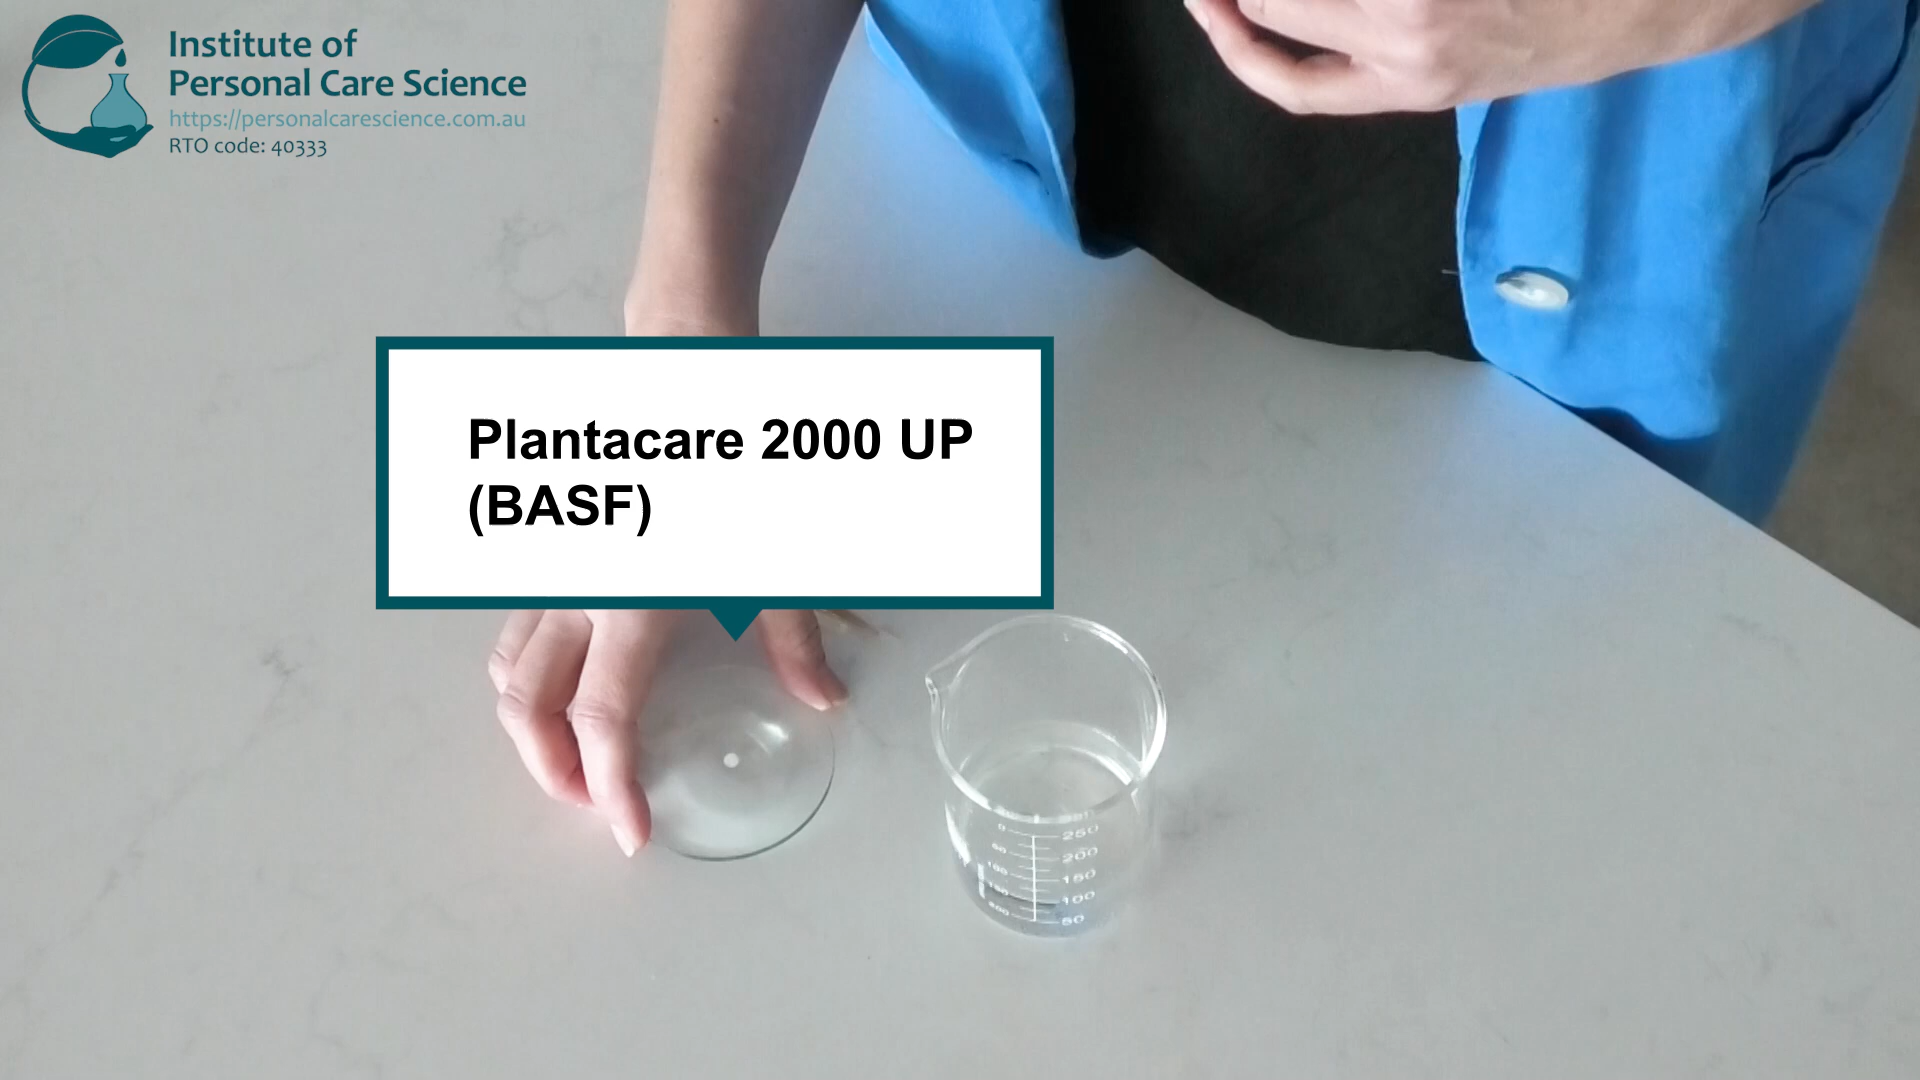 Institute of
Personal Care Science
https://personalcarescience.com.au
RTO code: 40333
Plantacare 2000 UP
(BASF)
250
200
150
100
50